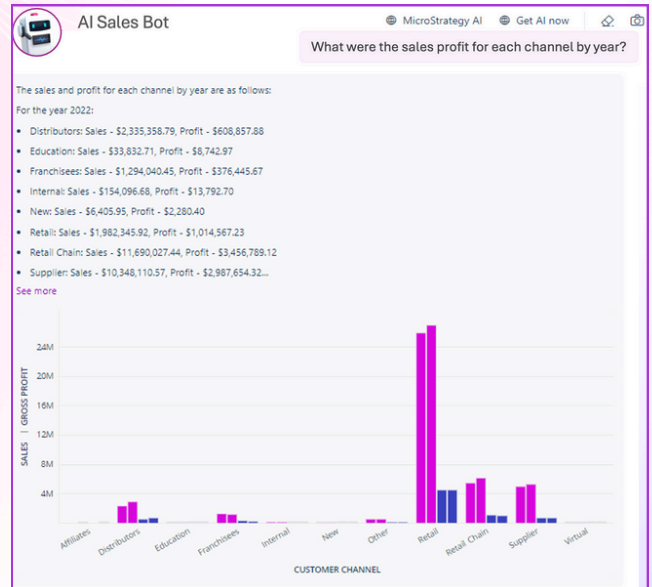 AI Sales Bot
MicroStrategy AI
Get AI now
What were the sales profit for each channel by year?
The sales and profit for each channel by year are as follows:
For the year 2022:
• Distributors: Sales - $2,335,358.79, Profit - $608,857.88
• Education: Sales - $33,832.71, Profit - $8,742.97
• Franchisees: Sales - $1,294,040.45, Profit - $376,445.67
• Internal: Sales - $154,096.68, Profit - $13,792.70
• New: Sales - $6,405.95, Profit - $2,280.40
• Retail: Sales - $1,982,345.92, Profit - $1,014,567.23
• Retail Chain: Sales - $11,690,027.44, Profit - $3,456,789.12
• Supplier: Sales - $10,348,110.57, Profit - $2,987,654.32...
See more
SALES | GROSS PROFIT
24M
20M
16M
12M
8M
4M
Affiliates
Distributors
Education
Franchisees
Internal
New
Other
Retail
Retail Chain
Supplier
Virtual
CUSTOMER CHANNEL